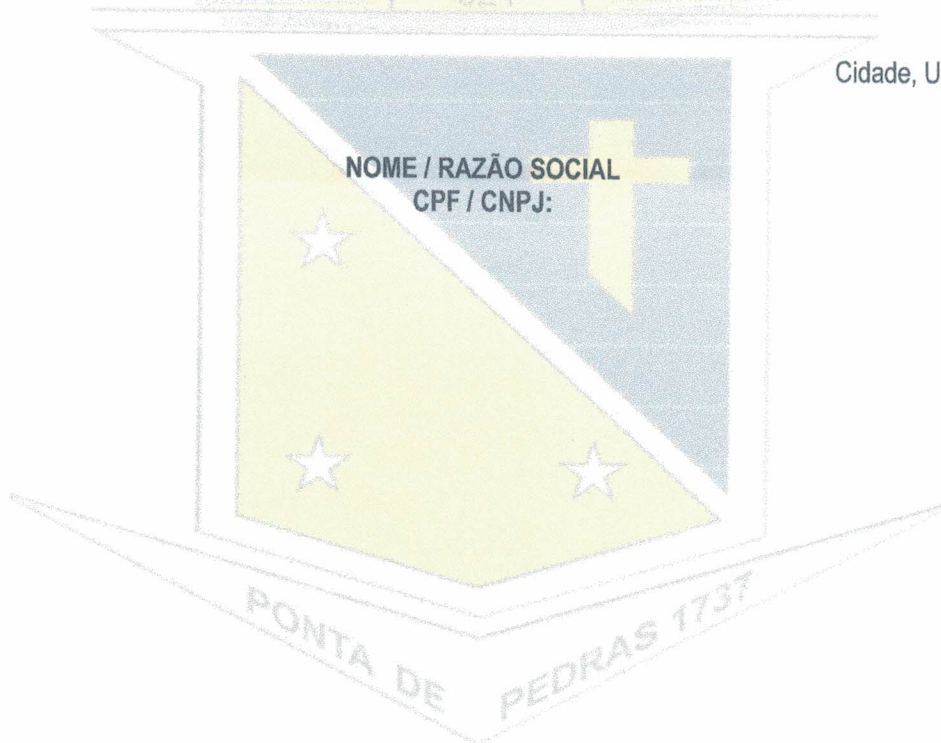 Cidade, U
NOME / RAZÃO SOCIAL
CPF / CNPJ:
PONTA DE PEDRAS 1737